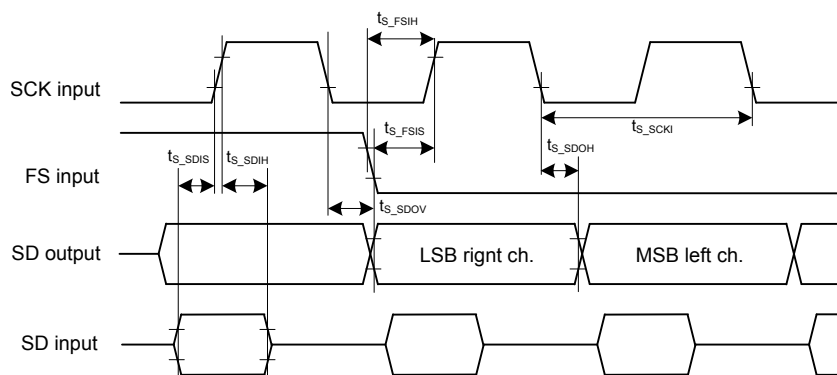 t_S_FSIH
SCK input
t_S_FSIS
t_S_SCKI
t_S_SDIS
t_S_SDIH
t_S_SDOH
FS input
t_S_SDOV
SD output
LSB rignt ch.
MSB left ch.
SD input